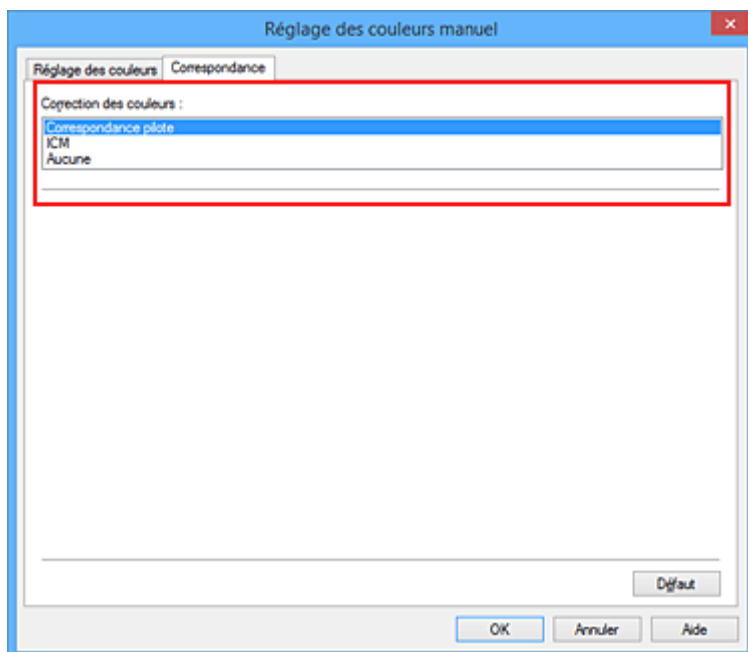 Réglage des couleurs manuel
Réglage des couleurs Correspondance
Correction des couleurs :
Correspondance pilote
ICM
Aucune
Défaut
OK Annuler Aide